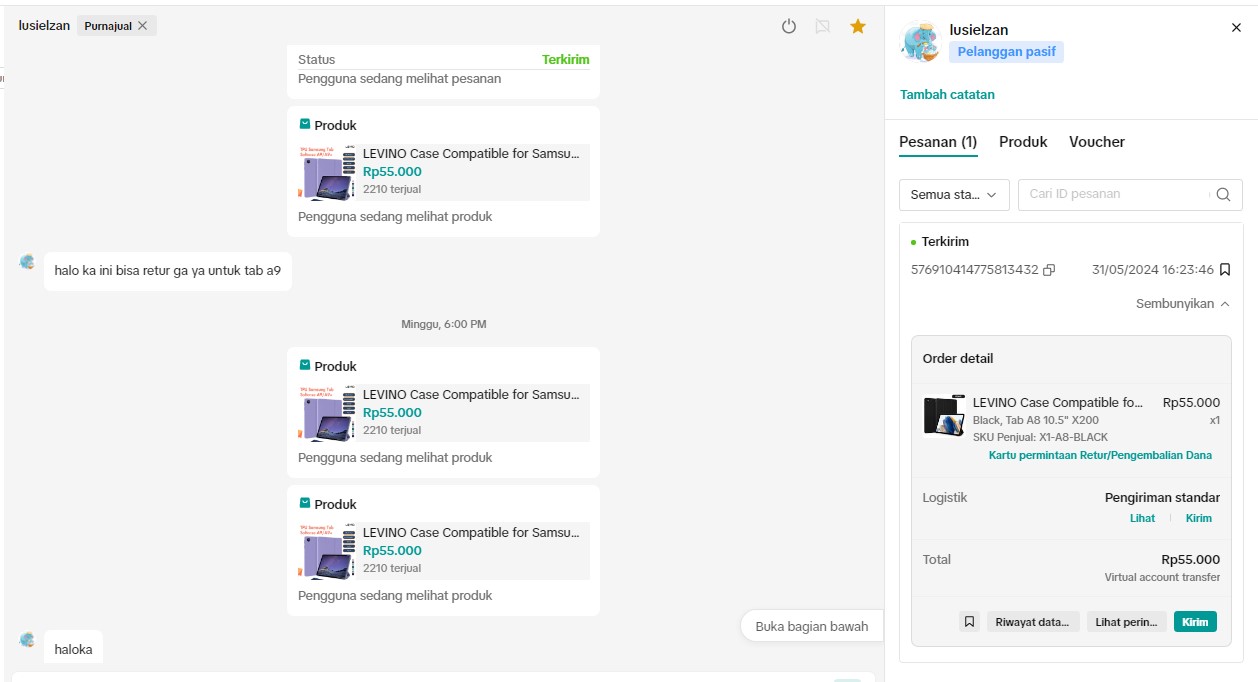 lusielzan
Purnajual
Status Terkirim
Pengguna sedang melihat pesanan
Produk
LEVINO Case Compatible for Samsu...
Rp55.000
2210 terjual
Pengguna sedang melihat produk
halo ka ini bisa retur ga ya untuk tab a9
Minggu, 6:00 PM
Produk
LEVINO Case Compatible for Samsu...
Rp55.000
2210 terjual
Pengguna sedang melihat produk
Produk
LEVINO Case Compatible for Samsu...
Rp55.000
2210 terjual
Pengguna sedang melihat produk
Buka bagian bawah
haloka
lusielzan
Pelanggan pasif
Tambah catatan
Pesanan (1) Produk Voucher
Semua sta... Cari ID pesanan
Terkirim
576910414775813432 31/05/2024 16:23:46
Sembunyikan
Order detail
LEVINO Case Compatible fo... Rp55.000
Black, Tab A8 10.5" X200 x1
SKU Penjual: X1-A8-BLACK
Kartu permintaan Retur/Pengembalian Dana
Logistik Pengiriman standar
Lihat Kirim
Total Rp55.000
Virtual account transfer
Riwayat data... Lihat perin... Kirim